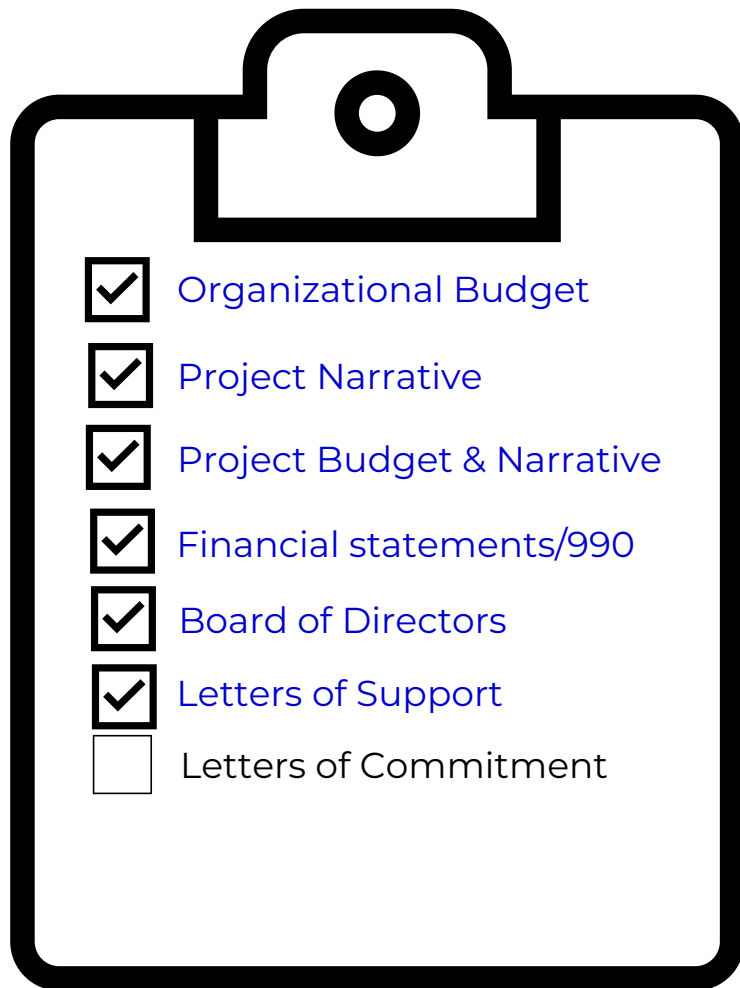 Organizational Budget
Project Narrative
Project Budget & Narrative
Financial statements/990
Board of Directors
Letters of Support
Letters of Commitment